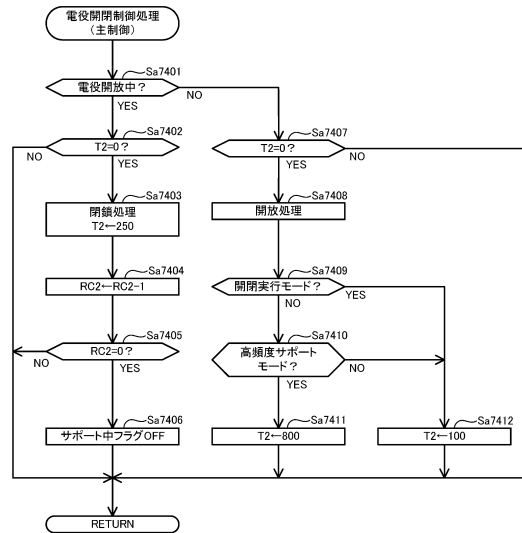 電役開閉制御処理
(主制御)
Sa7401
電役開放中？
NO
YES
Sa7402
T2=0？
NO
YES
Sa7407
T2=0？
NO
YES
Sa7403
閉鎖処理
T2←250
Sa7408
開放処理
Sa7404
RC2←RC2-1
Sa7409
開閉実行モード？
YES
NO
Sa7405
RC2=0？
NO
YES
Sa7410
高頻度サポート
モード？
NO
YES
Sa7406
サポート中フラグOFF
Sa7411
T2←800
Sa7412
T2←100
RETURN